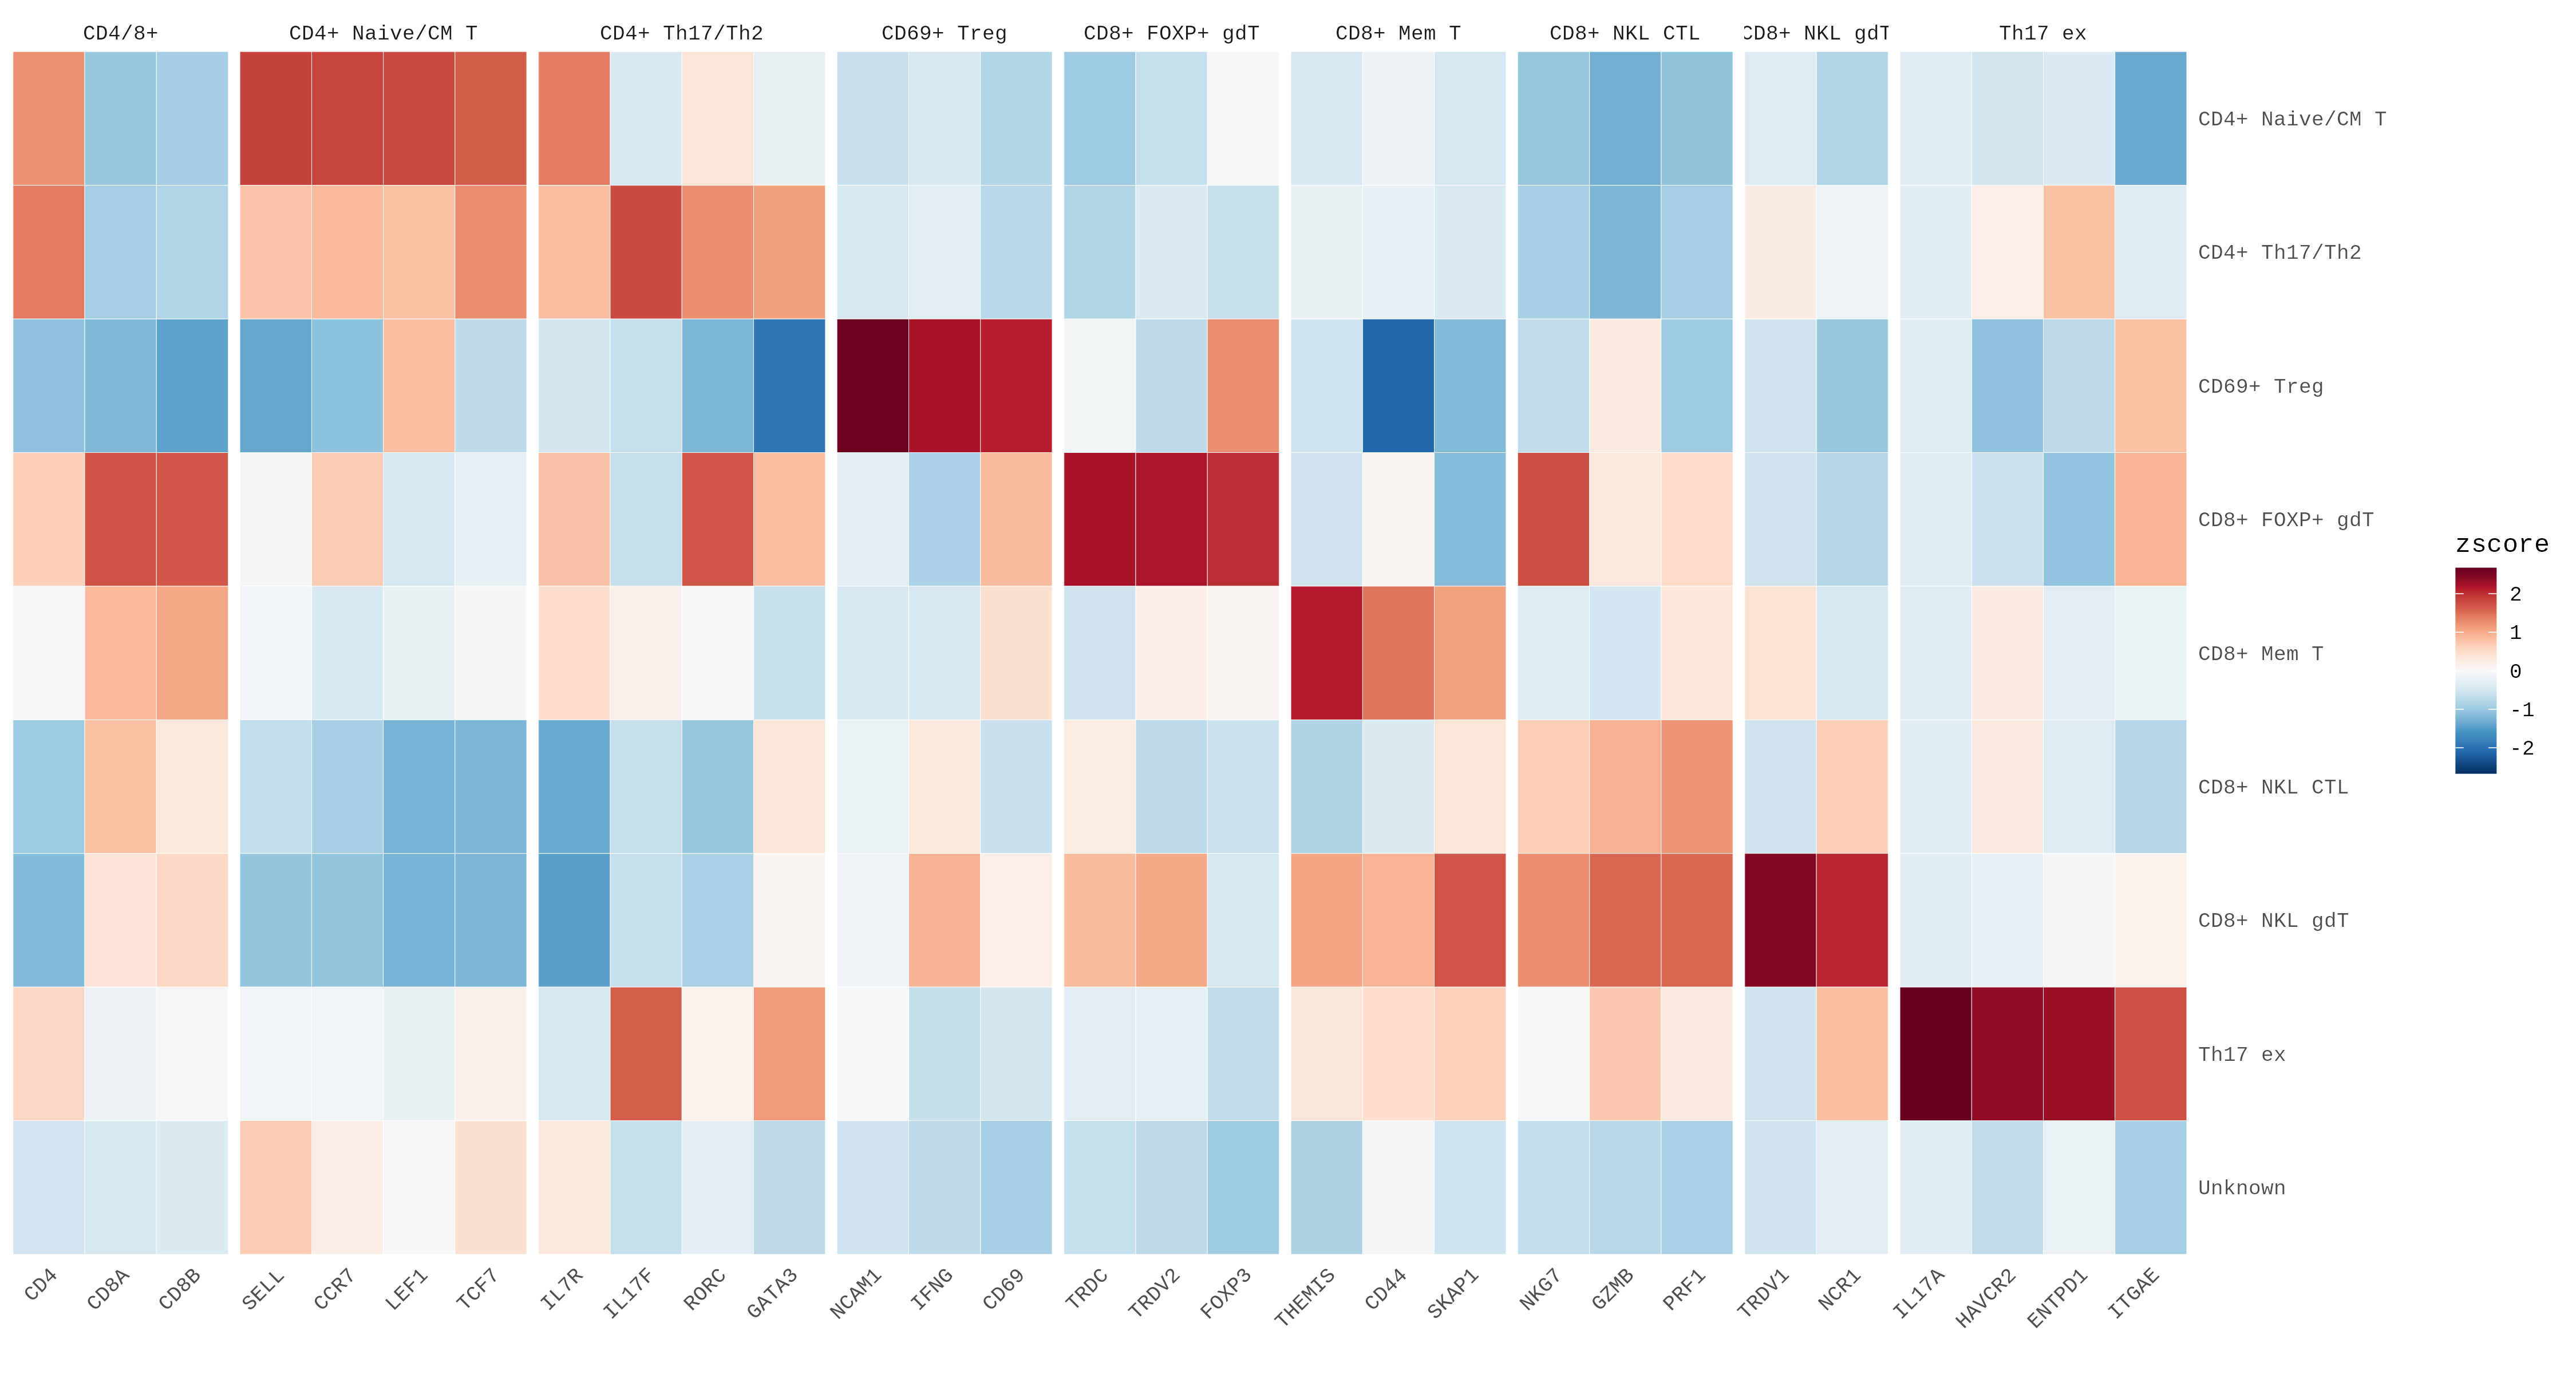 CD4/8+ CD4+ Naive/CM T CD4+ Th17/Th2 CD69+ Treg CD8+ FOXP+ gdT CD8+ Mem T CD8+ NKL CTL CD8+ NKL gdT Th17 ex
CD4+ Naive/CM T
CD4+ Th17/Th2
CD69+ Treg
CD8+ FOXP+ gdT
CD8+ Mem T
CD8+ NKL CTL
CD8+ NKL gdT
Th17 ex
Unknown
zscore
2
1
0
-1
-2
CD4 CD8A CD8B SELL CCR7 LEF1 TCF7 IL7R IL17F RORC GATA3 NCAM1 IFNG CD69 TRDC TRDV2 FOXP3 THEMIS CD44 SKAP1 NKG7 GZMB PRF1 TRDV1 NCR1 IL17A HAVCR2 ENTPD1 ITGAE